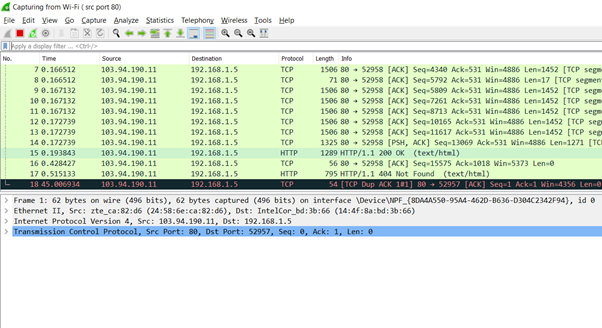 Capturing from Wi-Fi ( src port 80)
File Edit View Go Capture Analyze Statistics Telephony Wireless Tools Help
Apply a display filter ... <Ctrl-/>
No. Time Source Destination Protocol Length Info
7 0.166512 103.94.190.11 192.168.1.5 TCP 1506 80 → 52958 [ACK] Seq=4340 Ack=531 Win=4886 Len=1452 [TCP segment
8 0.166512 103.94.190.11 192.168.1.5 TCP 71 80 → 52958 [ACK] Seq=5792 Ack=531 Win=4886 Len=17 [TCP segment
9 0.167132 103.94.190.11 192.168.1.5 TCP 1506 80 → 52958 [ACK] Seq=5809 Ack=531 Win=4886 Len=1452 [TCP segm
10 0.167132 103.94.190.11 192.168.1.5 TCP 1506 80 → 52958 [ACK] Seq=7261 Ack=531 Win=4886 Len=1452 [TCP segm
11 0.167132 103.94.190.11 192.168.1.5 TCP 1506 80 → 52958 [ACK] Seq=8713 Ack=531 Win=4886 Len=1452 [TCP segm
12 0.172739 103.94.190.11 192.168.1.5 TCP 1506 80 → 52958 [ACK] Seq=10165 Ack=531 Win=4886 Len=1452 [TCP seg
13 0.172739 103.94.190.11 192.168.1.5 TCP 1506 80 → 52958 [ACK] Seq=11617 Ack=531 Win=4886 Len=1452 [TCP seg
14 0.172739 103.94.190.11 192.168.1.5 TCP 1325 80 → 52958 [PSH, ACK] Seq=13069 Ack=531 Win=4886 Len=1271 [TC
15 0.193843 103.94.190.11 192.168.1.5 HTTP 1289 HTTP/1.1 200 OK (text/html)
16 0.428427 103.94.190.11 192.168.1.5 TCP 56 80 → 52958 [ACK] Seq=15575 Ack=1018 Win=5373 Len=0
17 0.515133 103.94.190.11 192.168.1.5 HTTP 795 HTTP/1.1 404 Not Found (text/html)
18 45.006934 103.94.190.11 192.168.1.5 TCP 54 [TCP Dup ACK 1#1] 80 → 52957 [ACK] Seq=1 Ack=1 Win=4356 Len=0
Frame 1: 62 bytes on wire (496 bits), 62 bytes captured (496 bits) on interface \Device\NPF_{8DA4A550-95A4-462D-B636-D304C2342F94}, id 0
Ethernet II, Src: zte_ca:82:d6 (24:58:6e:ca:82:d6), Dst: IntelCor_bd:3b:66 (14:4f:8a:bd:3b:66)
Internet Protocol Version 4, Src: 103.94.190.11, Dst: 192.168.1.5
Transmission Control Protocol, Src Port: 80, Dst Port: 52957, Seq: 0, Ack: 1, Len: 0